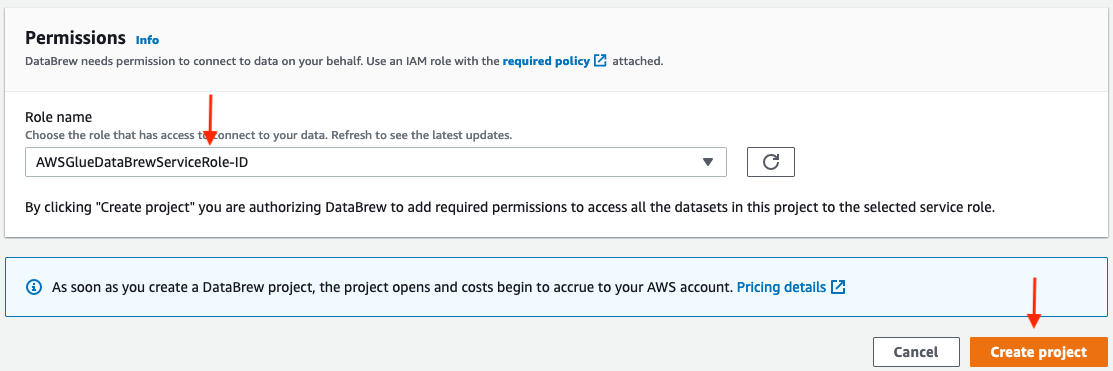 Permissions Info
DataBrew needs permission to connect to data on your behalf. Use an IAM role with the required policy attached.
Role name
Choose the role that has access to connect to your data. Refresh to see the latest updates.
AWSGlueDataBrewServiceRole-ID
By clicking "Create project" you are authorizing DataBrew to add required permissions to access all the datasets in this project to the selected service role.
As soon as you create a DataBrew project, the project opens and costs begin to accrue to your AWS account. Pricing details
Cancel Create project